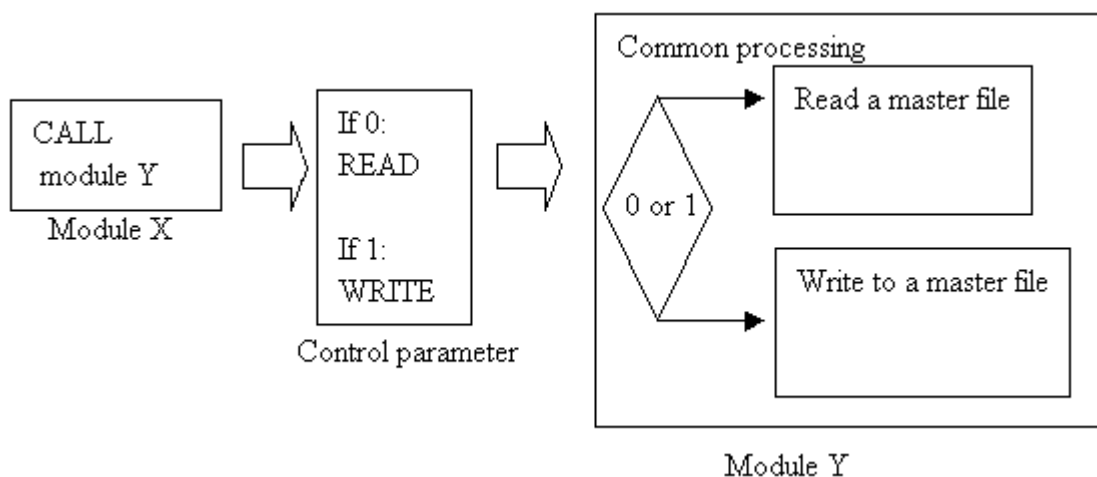 CALL
module Y
Module X
If 0:
READ
If 1:
WRITE
Control parameter
Common processing
0 or 1
Read a master file
Write to a master file
Module Y